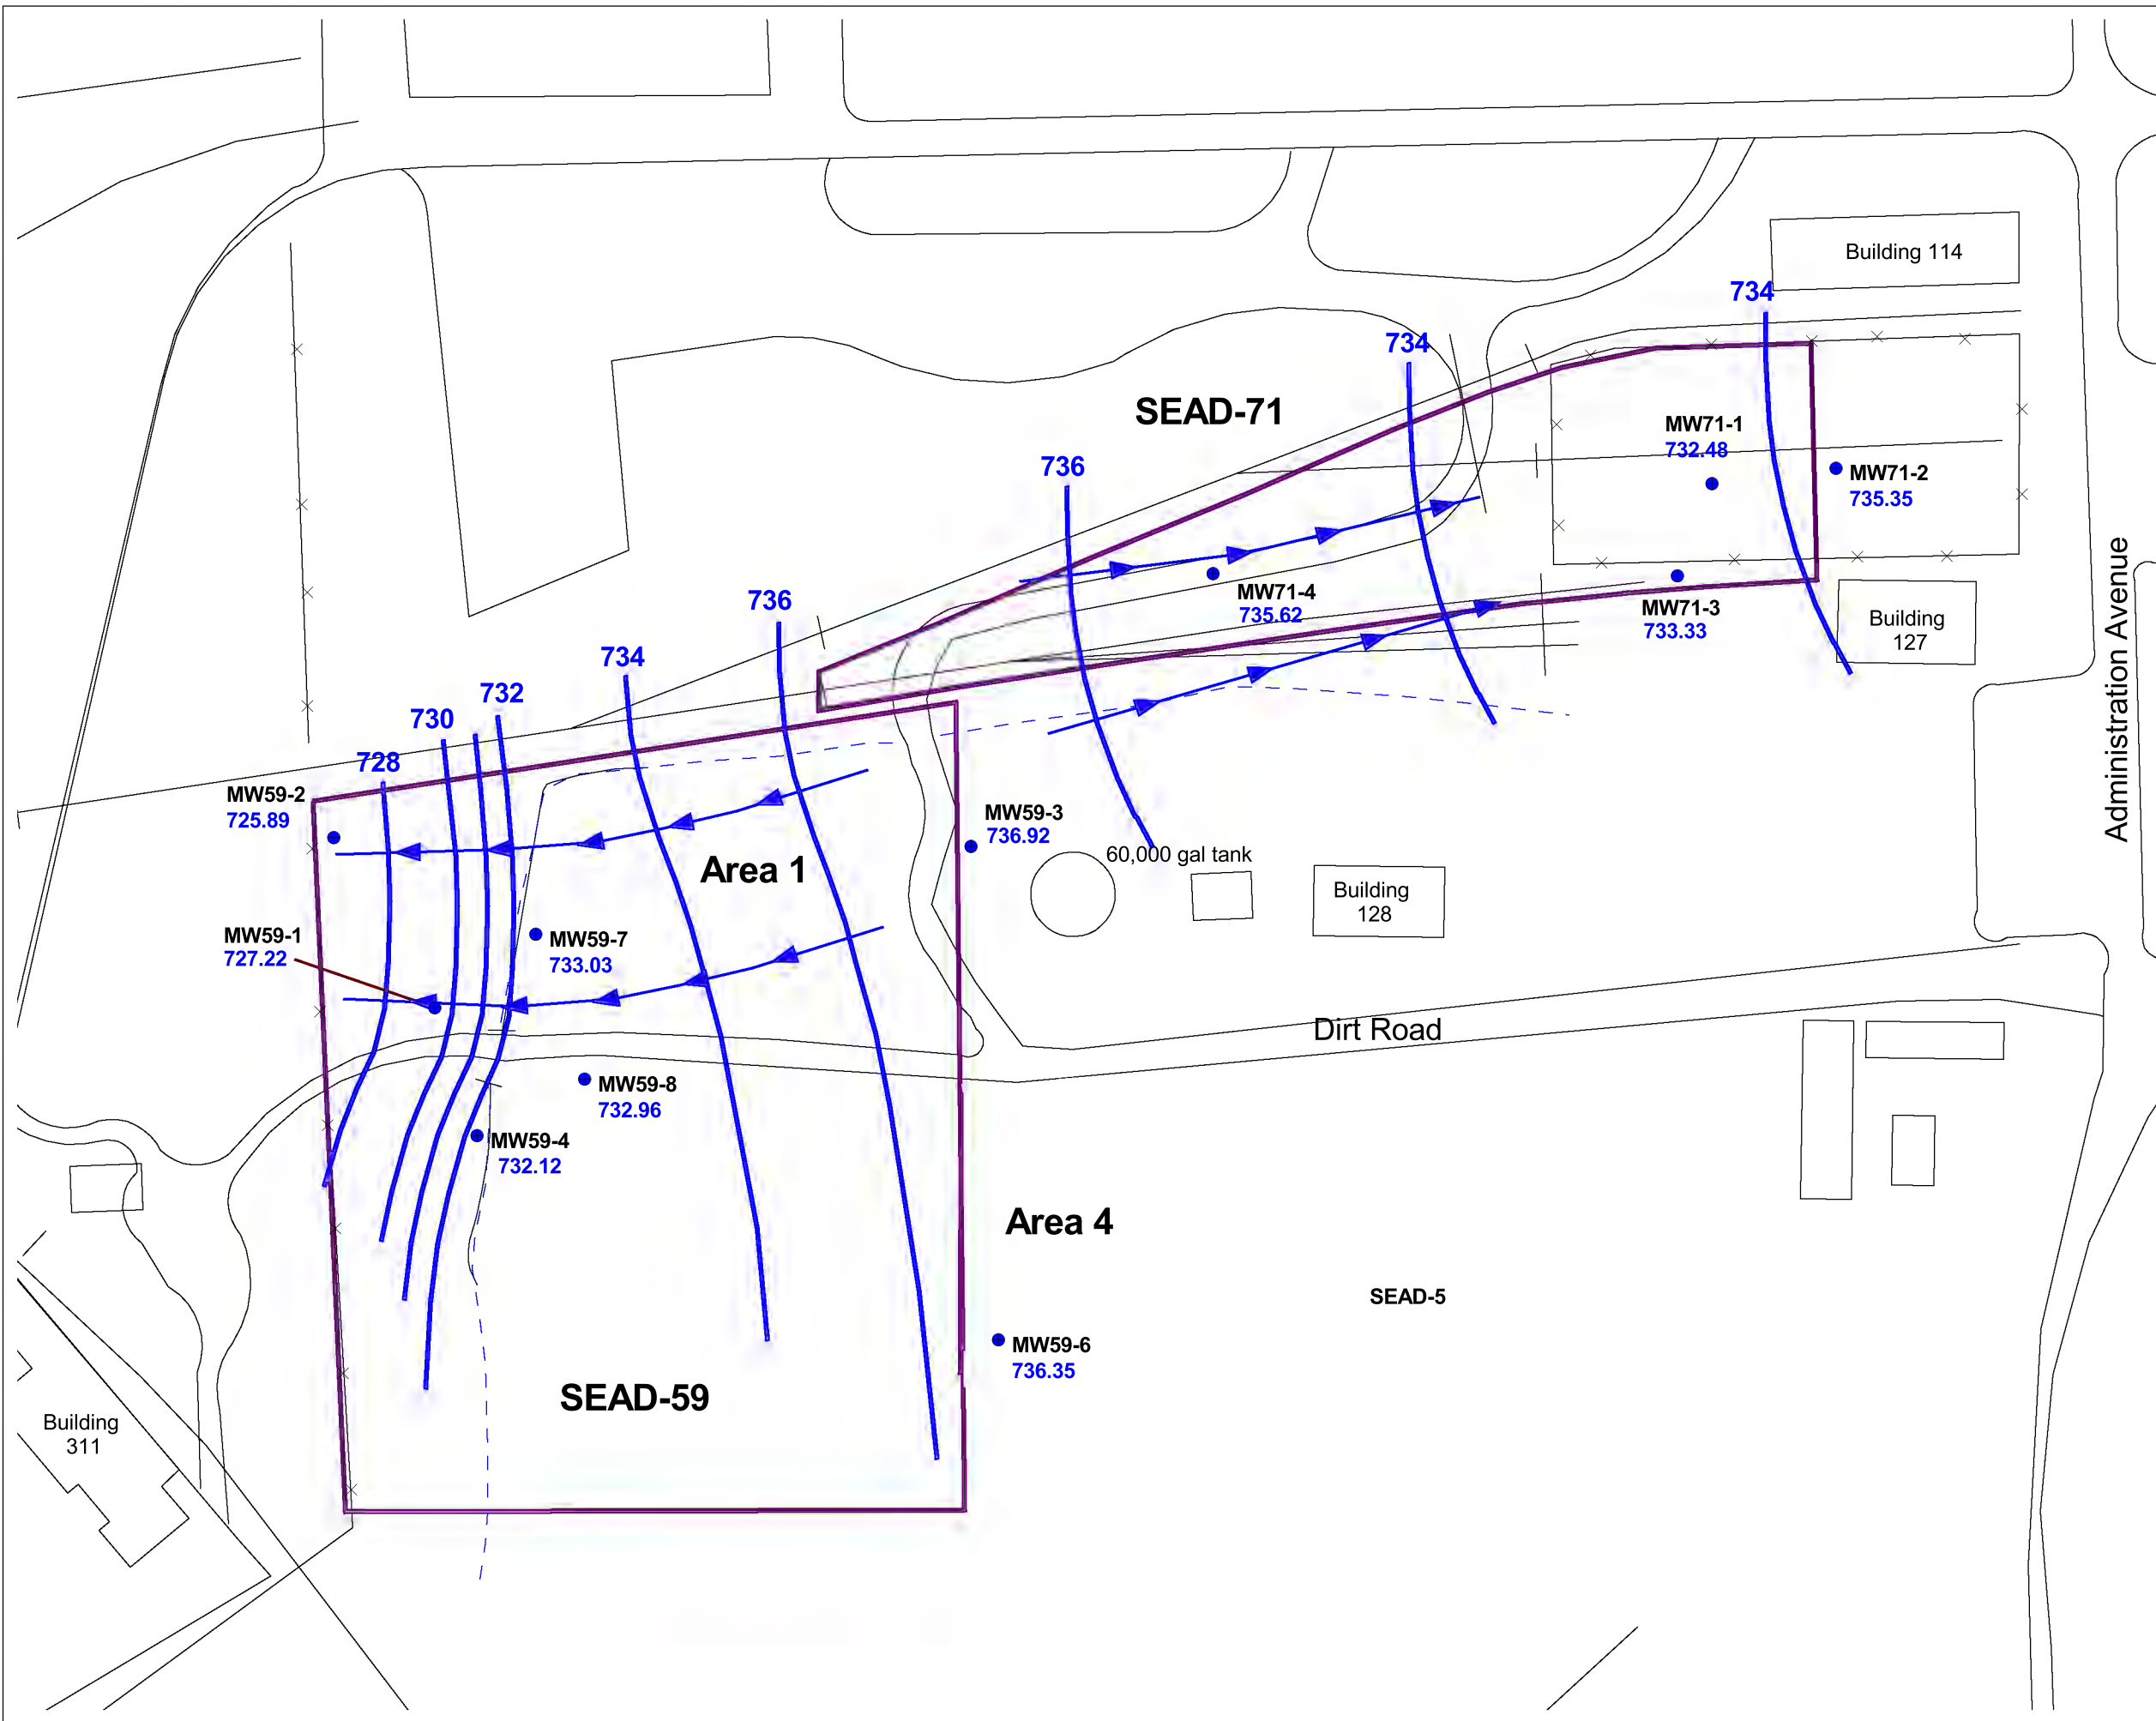 Building 114
734
734
SEAD-71
MW71-1
732.48
736
MW71-2
735.35
MW71-4
735.62
MW71-3
733.33
Building
127
Administration Avenue
736
734
732
730
728
MW59-2
725.89
MW59-3
736.92
60,000 gal tank
Area 1
Building
128
MW59-1
727.22
MW59-7
733.03
Dirt Road
MW59-8
732.96
MW59-4
732.12
Area 4
SEAD-5
MW59-6
736.35
SEAD-59
Building
311